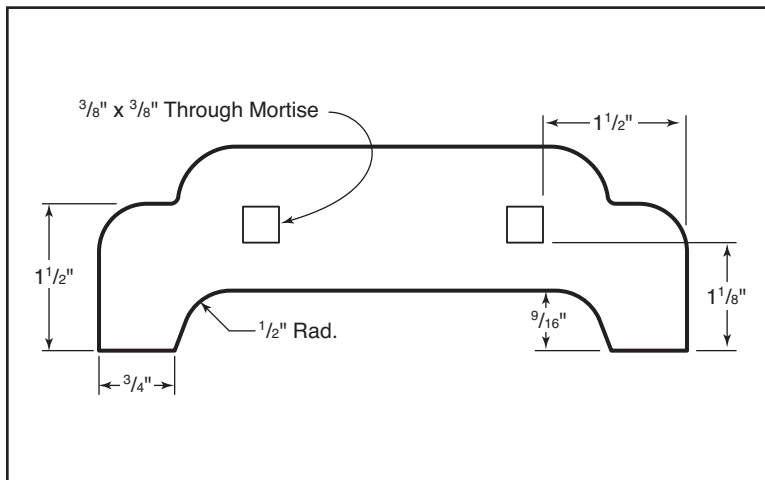 3/8" x 3/8" Through Mortise
1 1/2"
1 1/2"
1 1/8"
9/16"
1/2" Rad.
3/4"